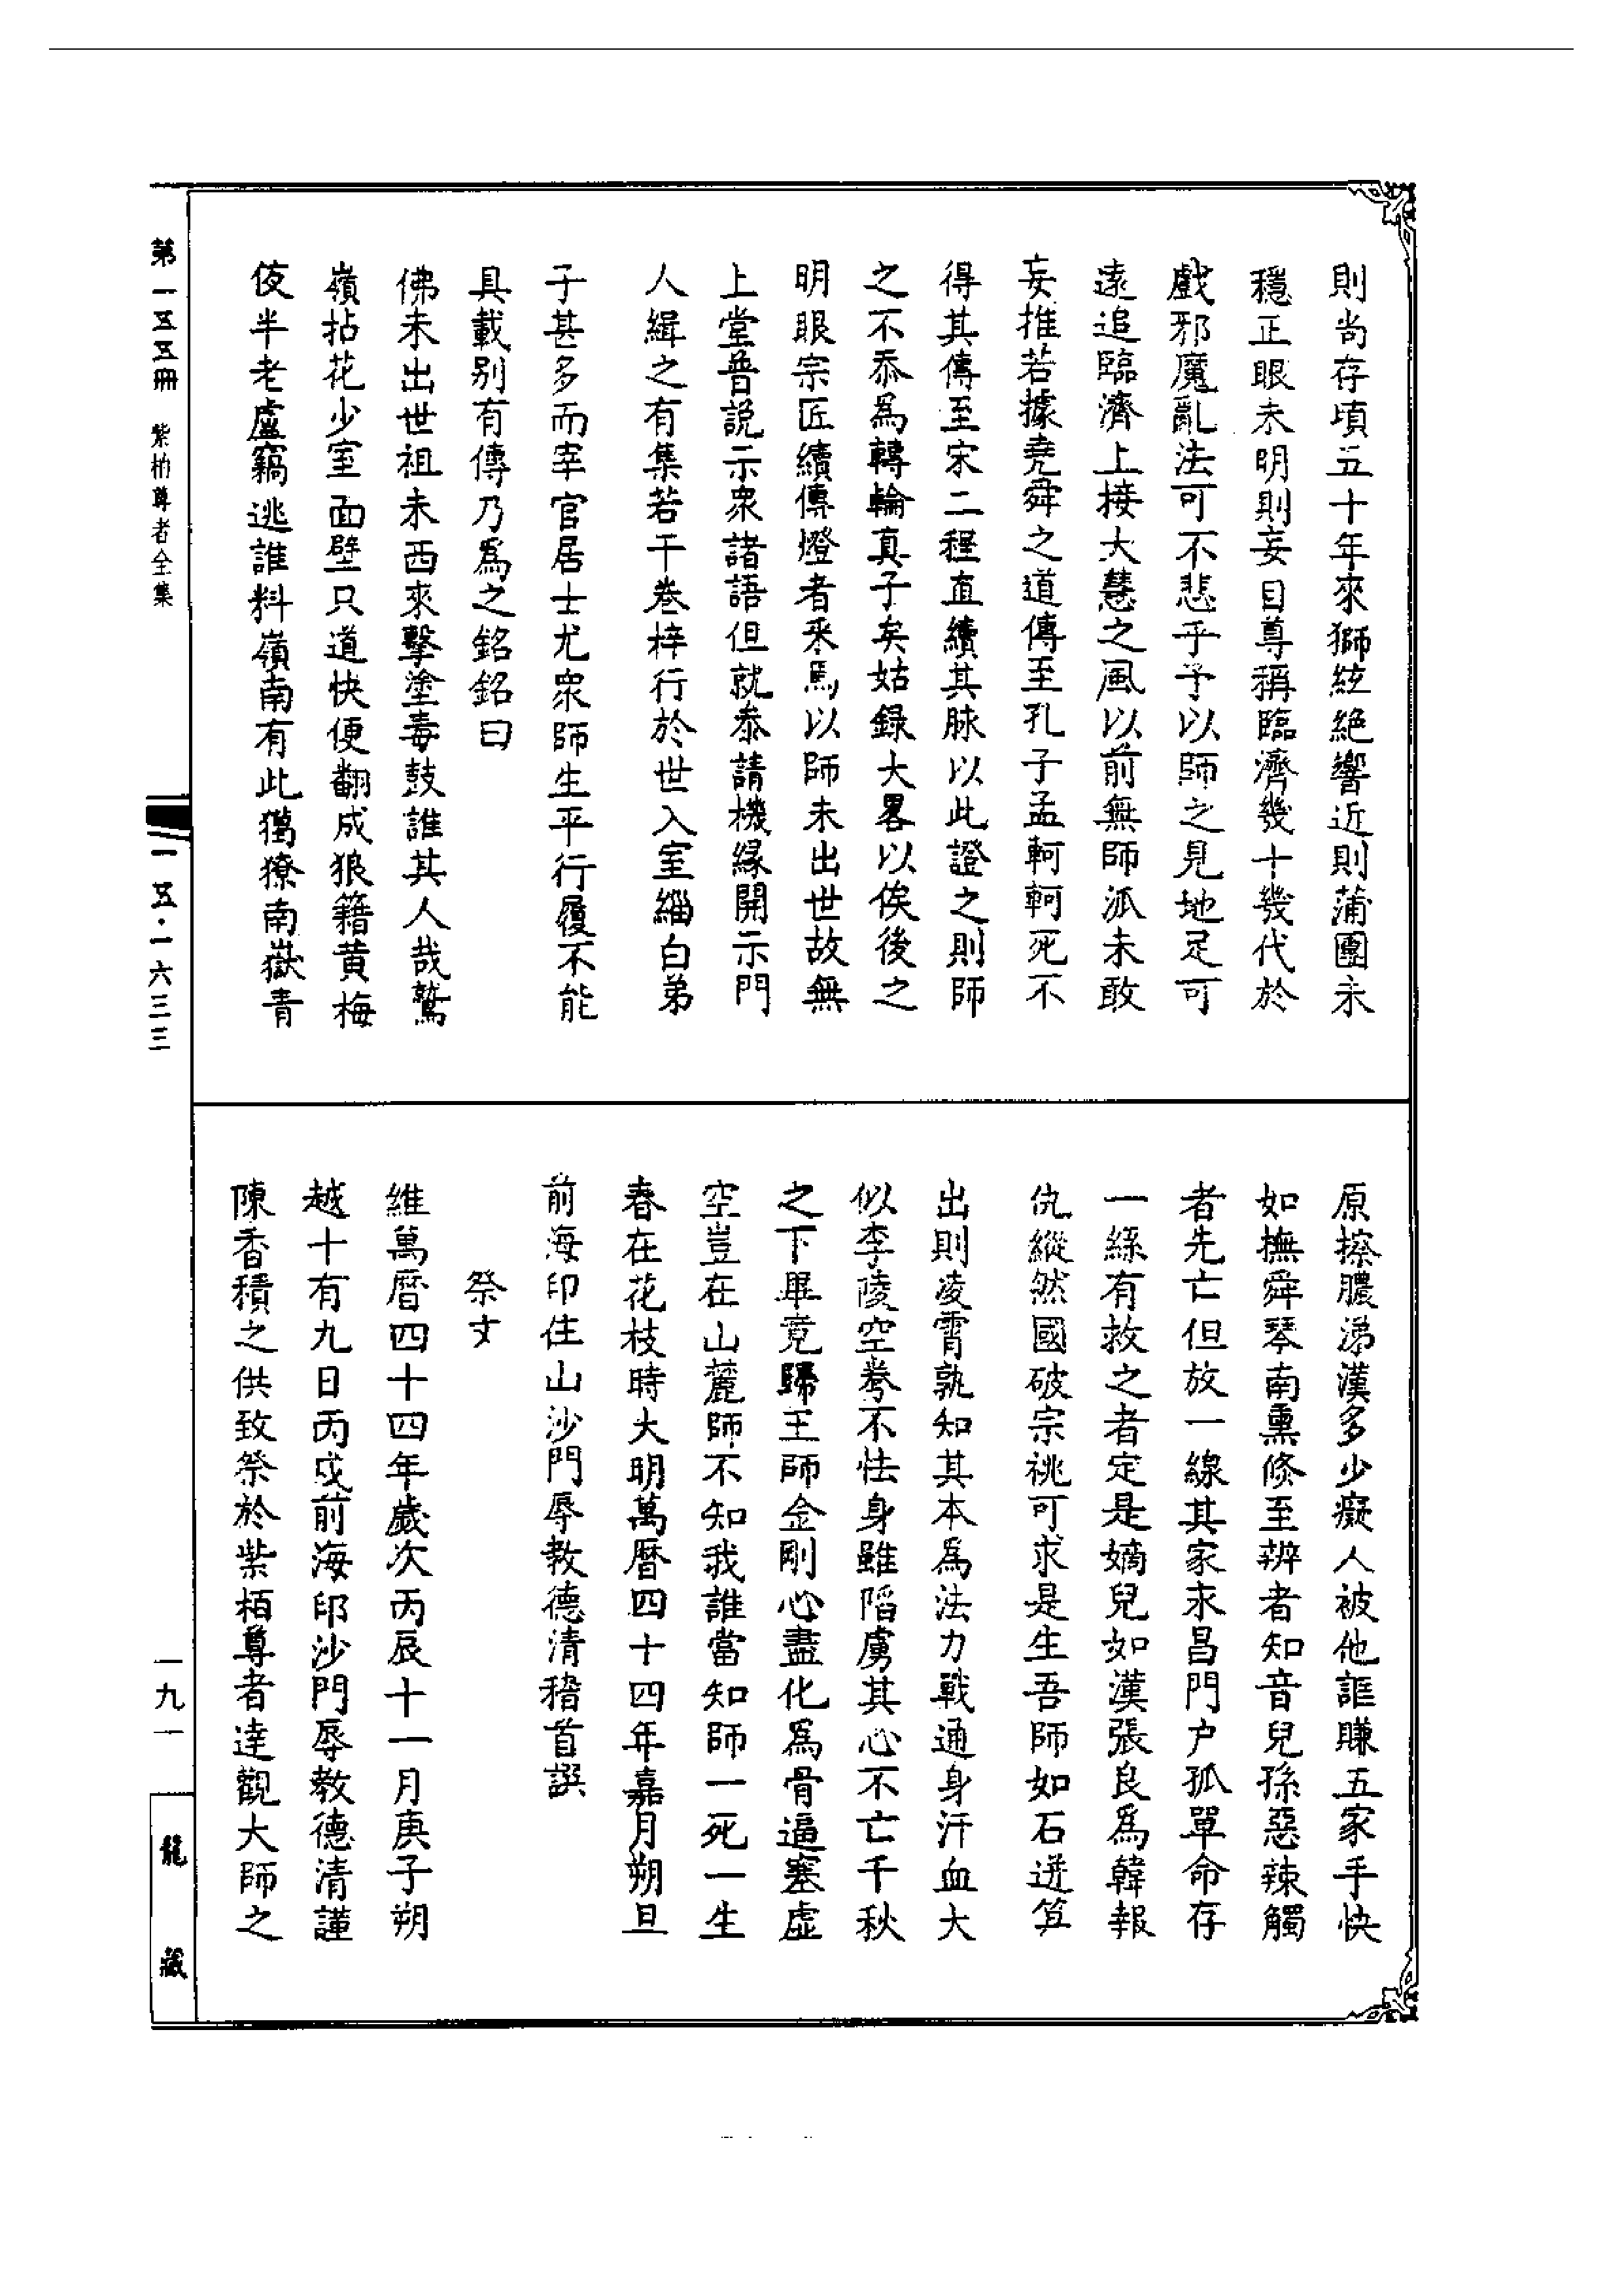 則尚存頃五十年來獅絃絕響近則蒲團未
穩正眼未明則妄自尊稱臨濟幾十幾代於
戲邪魔亂法可不悲乎予以師之見地足可
遠追臨濟上接大慧之風以前無師派未敢
妄推若據堯舜之道傳至孔子孟軻軻死不
得其傳至宋二程直續其脉以此證之則師
之不忝為轉輪真子矣姑錄大畧以俟後之
明眼宗匠續傳燈者采焉以師未出世故無
上堂普說示衆諸語但就叅請機緣開示門
人緝之有集若干卷梓行於世入室緇白弟
子甚多而宰官居士尤衆師生平行履不能
具載別有傳乃為之銘銘曰
佛未出世祖未西來擊塗毒鼓誰其人哉鷲
嶺拈花少室面壁只道快便翻成狼籍黃梅
夜半老盧竊逃誰料嶺南有此獦獠南嶽青
原搽膿涕漢多少癡人被他誆賺五家手快
如撫舜琴南熏條至辨者知音兒孫惡辣觸
者先亡但放一線其家永昌門户孤單命存
一絲有救之者定是嫡兒如漢張良為韓報
仇縱然國破宗祧可求是生吾師如石迸笋
出則凌霄孰知其本為法力戰通身汗血大
似李陵空拳不怯身雖陷虜其心不亡千秋
之下畢竟歸王師金剛心盡化為骨逼塞虛
空豈在山麓師不知我誰當知師一死一生
春在花枝時大明萬曆四十四年嘉月朔旦
前海印住山沙門辱教德清稽首譔
祭文
維萬曆四十四年歲次丙辰十一月庚子朔
越十有九日丙戌前海印沙門辱教德清謹
陳香積之供致祭於紫栢尊者達觀大師之
第一五五冊
紫柏尊者全集
一五·一六三三
一九一
龍藏